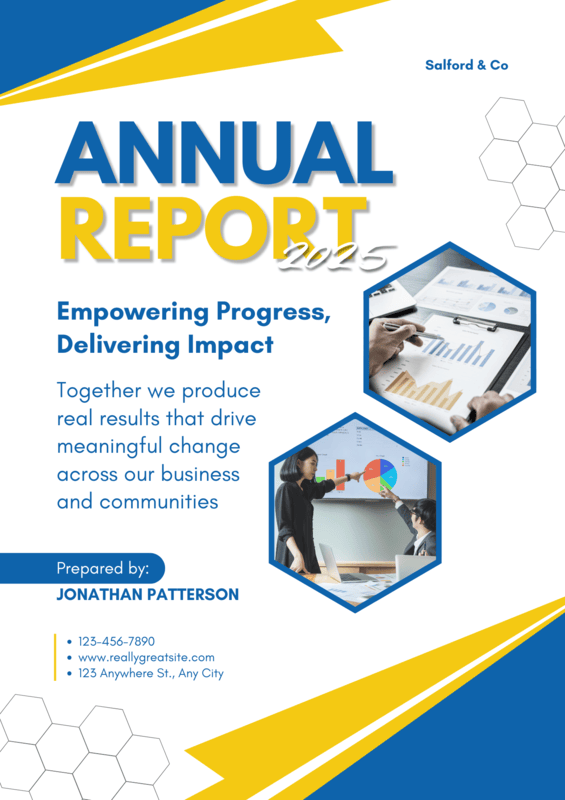 Salford & Co
ANNUAL
REPORT
2025
Empowering Progress,
Delivering Impact
Together we produce
real results that drive
meaningful change
across our business
and communities
Prepared by:
JONATHAN PATTERSON
123-456-7890
www.reallygreatsite.com
123 Anywhere St., Any City